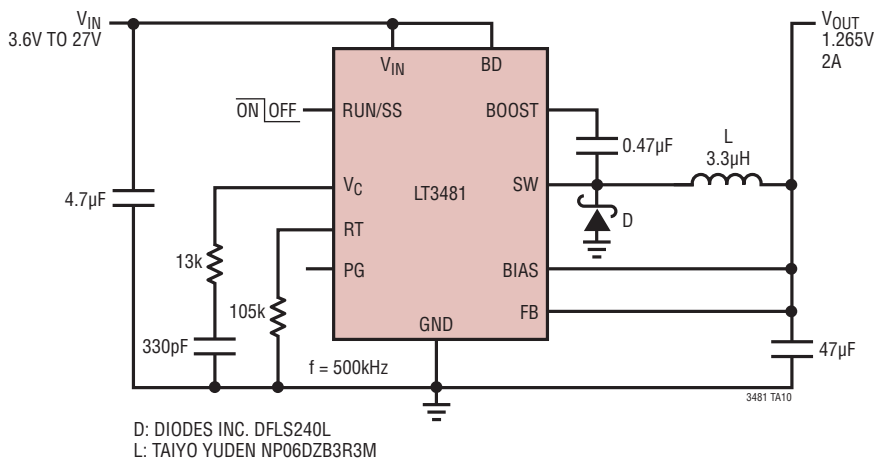 VIN
3.6V TO 27V
VOUT
1.265V
2A
VIN
BD
ON OFF
RUN/SS
BOOST
0.47µF
L
3.3µH
4.7µF
VC
LT3481
SW
D
RT
13k
PG
BIAS
105k
FB
GND
330pF
f = 500kHz
47µF
3481 TA10
D: DIODES INC. DFLS240L
L: TAIYO YUDEN NP06DZB3R3M